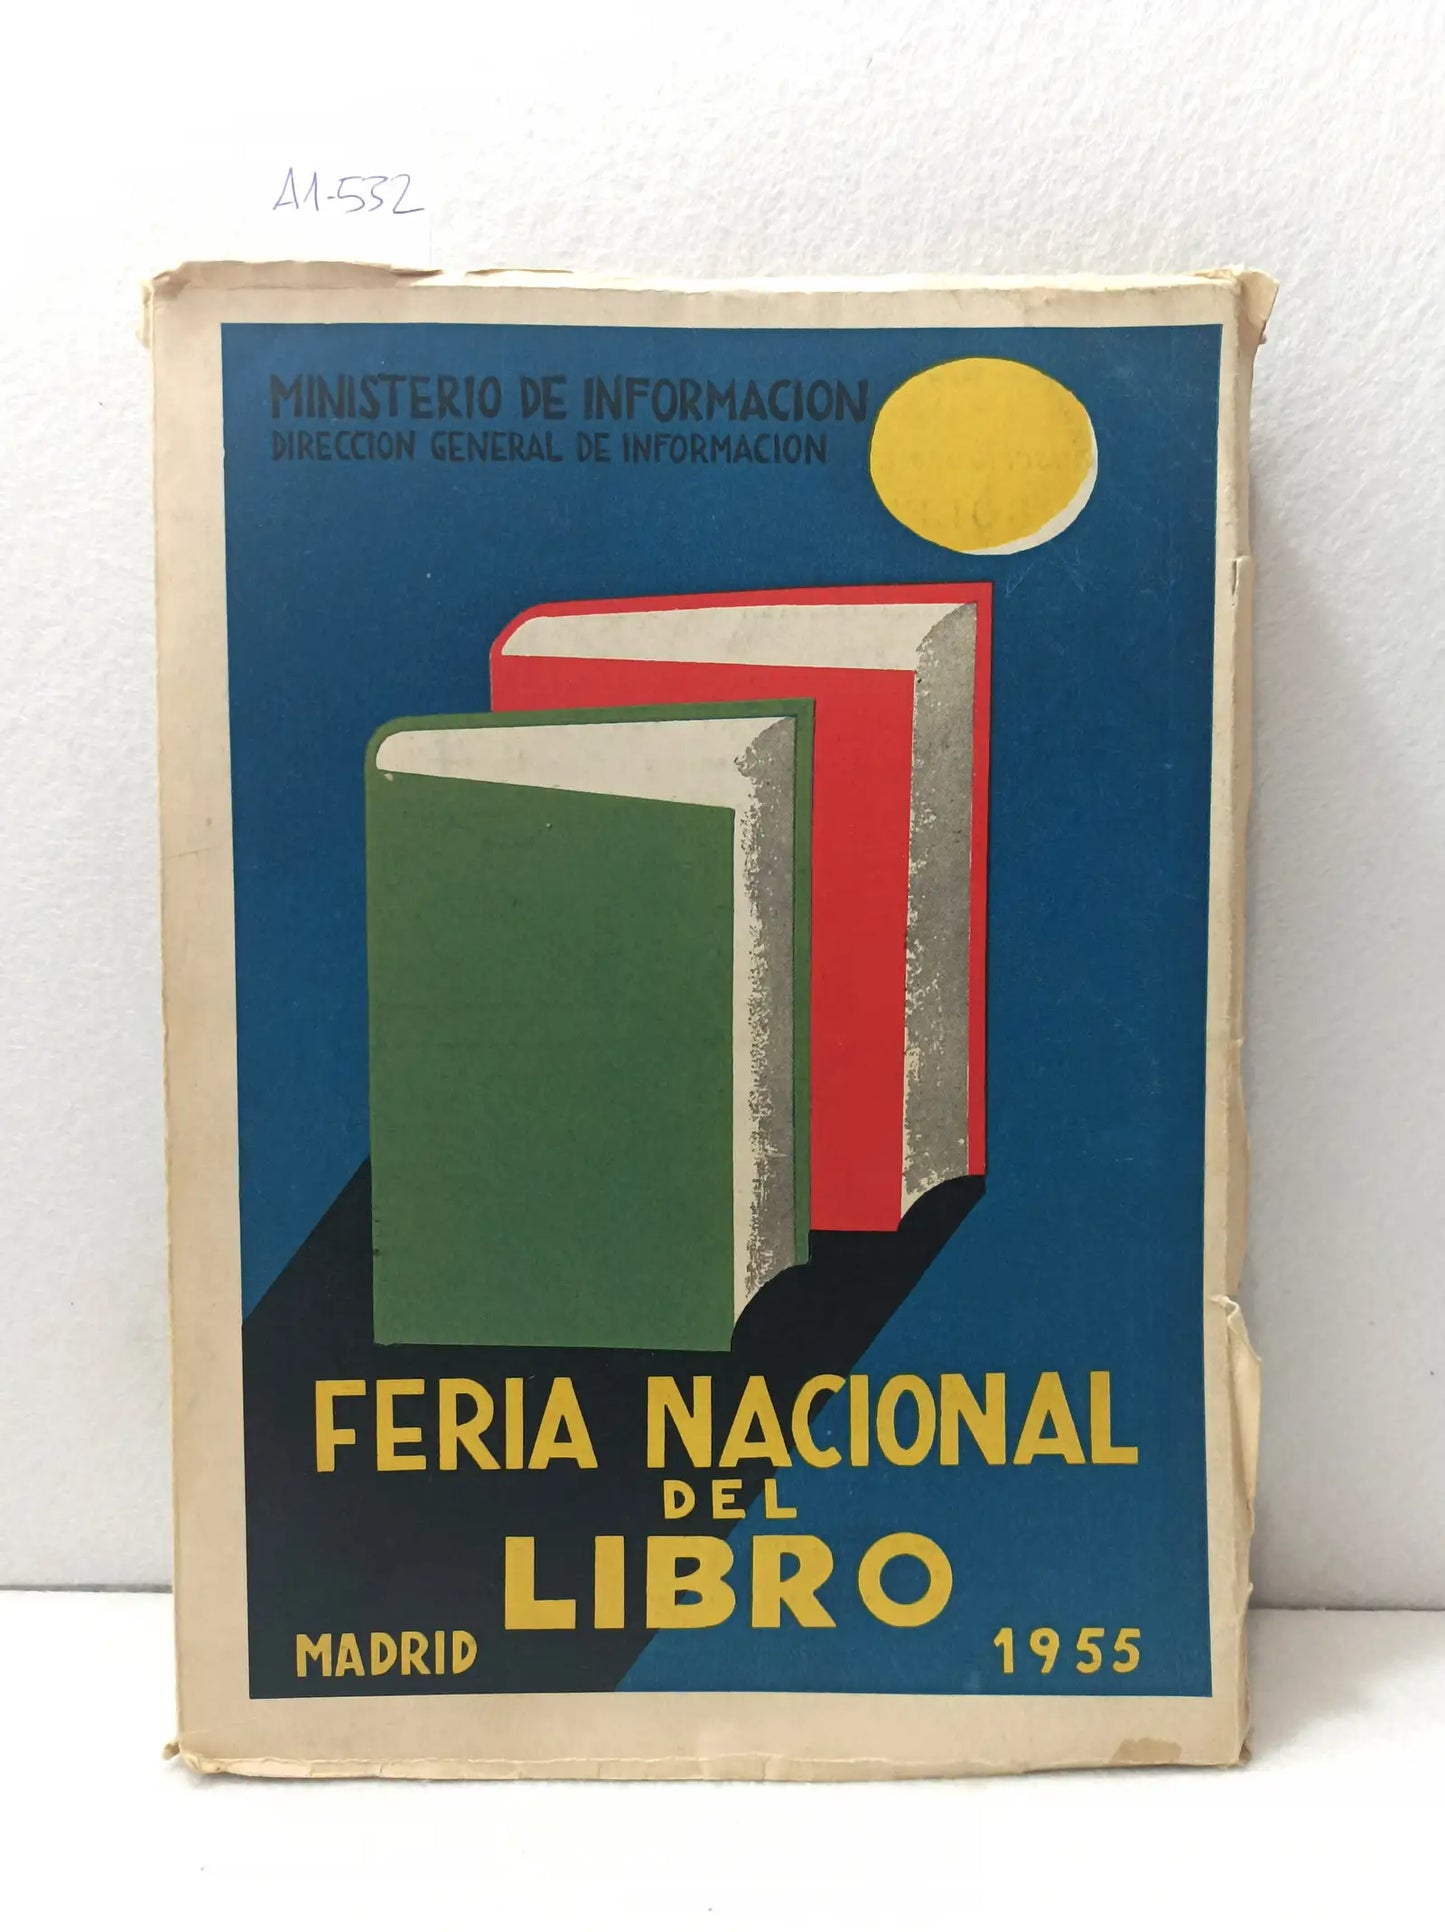 A1-532
MINISTERIO DE INFORMACION
DIRECCION GENERAL DE INFORMACION
FERIA NACIONAL
DEL
LIBRO
MADRID
1955